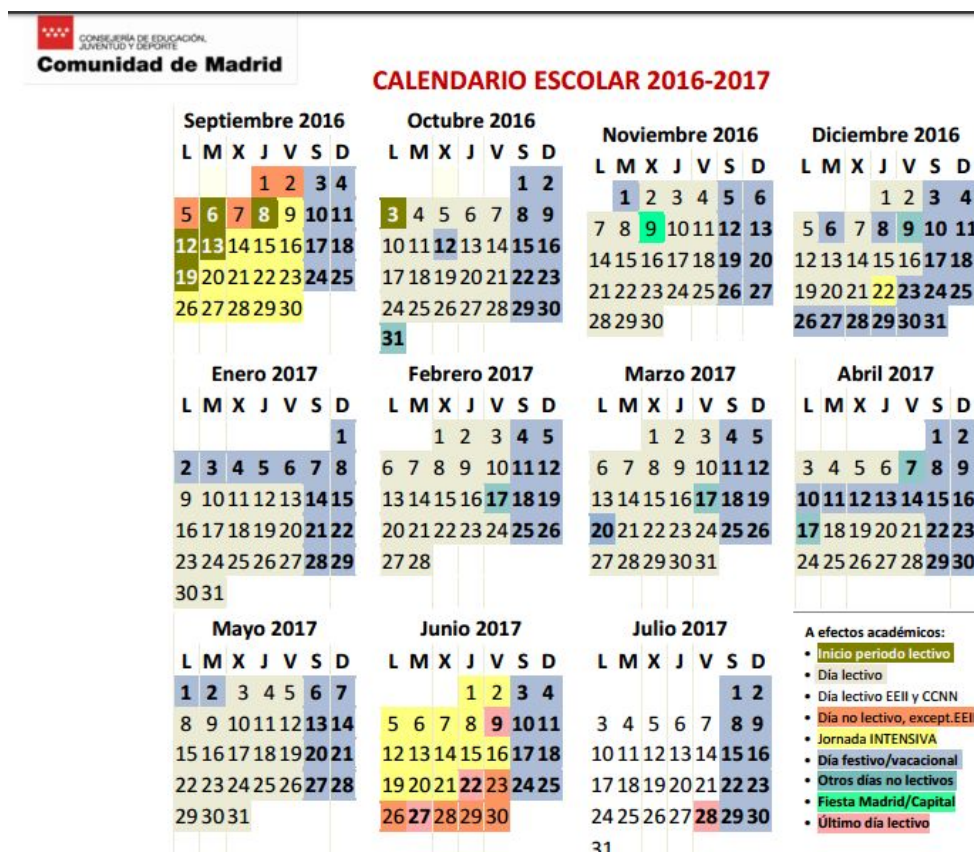 CONSEJERÍA DE EDUCACIÓN,
JUVENTUD Y DEPORTE
Comunidad de Madrid
CALENDARIO ESCOLAR 2016-2017
Septiembre 2016
L M X J V S D
1 2 3 4
5 6 7 8 9 10 11
12 13 14 15 16 17 18
19 20 21 22 23 24 25
26 27 28 29 30
Octubre 2016
L M X J V S D
1 2
3 4 5 6 7 8 9
10 11 12 13 14 15 16
17 18 19 20 21 22 23
24 25 26 27 28 29 30
31
Noviembre 2016
L M X J V S D
1 2 3 4 5 6
7 8 9 10 11 12 13
14 15 16 17 18 19 20
21 22 23 24 25 26 27
28 29 30
Diciembre 2016
L M X J V S D
1 2 3 4
5 6 7 8 9 10 11
12 13 14 15 16 17 18
19 20 21 22 23 24 25
26 27 28 29 30 31
Enero 2017
L M X J V S D
1
2 3 4 5 6 7 8
9 10 11 12 13 14 15
16 17 18 19 20 21 22
23 24 25 26 27 28 29
30 31
Febrero 2017
L M X J V S D
1 2 3 4 5
6 7 8 9 10 11 12
13 14 15 16 17 18 19
20 21 22 23 24 25 26
27 28
Marzo 2017
L M X J V S D
1 2 3 4 5
6 7 8 9 10 11 12
13 14 15 16 17 18 19
20 21 22 23 24 25 26
27 28 29 30 31
Abril 2017
L M X J V S D
1 2
3 4 5 6 7 8 9
10 11 12 13 14 15 16
17 18 19 20 21 22 23
24 25 26 27 28 29 30
Mayo 2017
L M X J V S D
1 2 3 4 5 6 7
8 9 10 11 12 13 14
15 16 17 18 19 20 21
22 23 24 25 26 27 28
29 30 31
Junio 2017
L M X J V S D
1 2 3 4
5 6 7 8 9 10 11
12 13 14 15 16 17 18
19 20 21 22 23 24 25
26 27 28 29 30
Julio 2017
L M X J V S D
1 2
3 4 5 6 7 8 9
10 11 12 13 14 15 16
17 18 19 20 21 22 23
24 25 26 27 28 29 30
31
A efectos académicos:
• Inicio periodo lectivo
• Día lectivo
• Día lectivo EEII y CCNN
• Día no lectivo, except.EEII
• Jornada INTENSIVA
• Día festivo/vacacional
• Otros días no lectivos
• Fiesta Madrid/Capital
• Último día lectivo